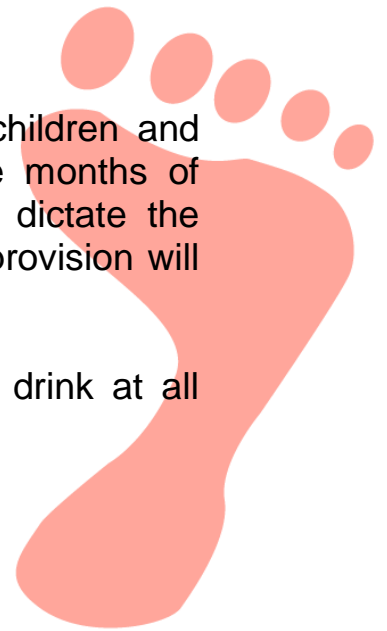 children and
months of
dictate the
provision will
drink at all